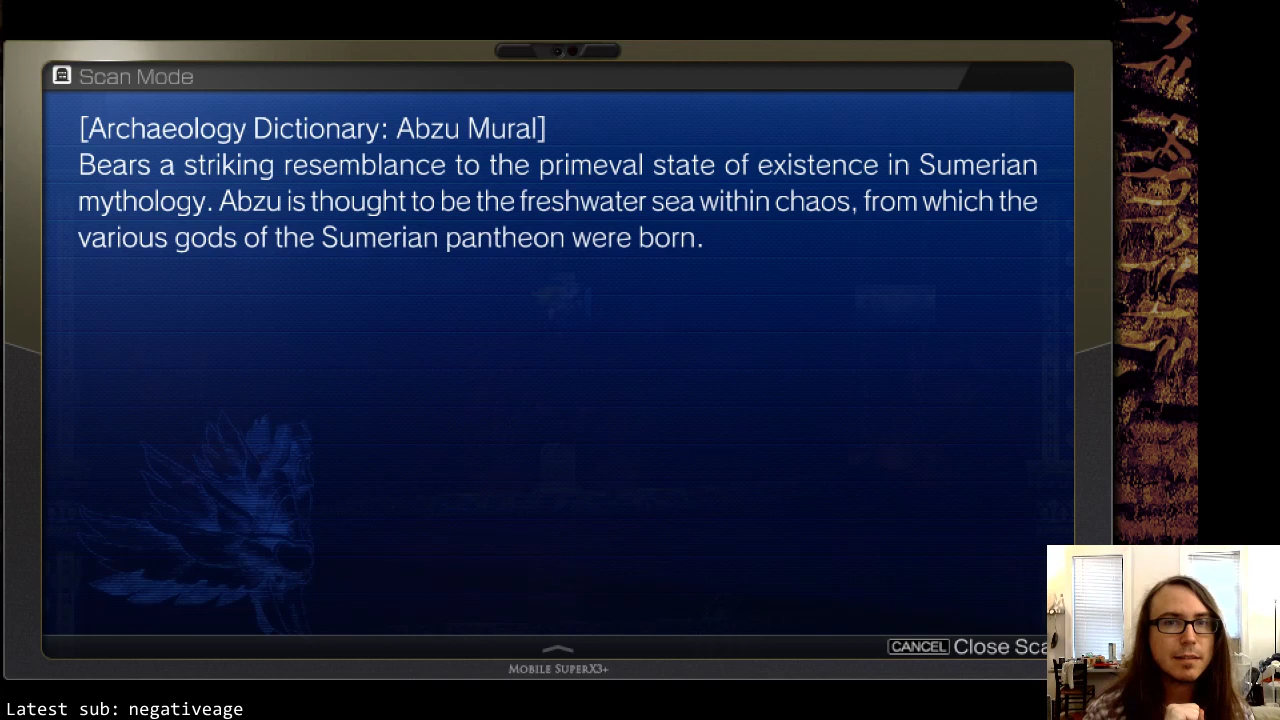 Scan Mode
[Archaeology Dictionary: Abzu Mural]
Bears a striking resemblance to the primeval state of existence in Sumerian
mythology. Abzu is thought to be the freshwater sea within chaos, from which the
various gods of the Sumerian pantheon were born.
CANCEL Close Sca
MOBILE SUPERX3+
Latest sub: negativeage